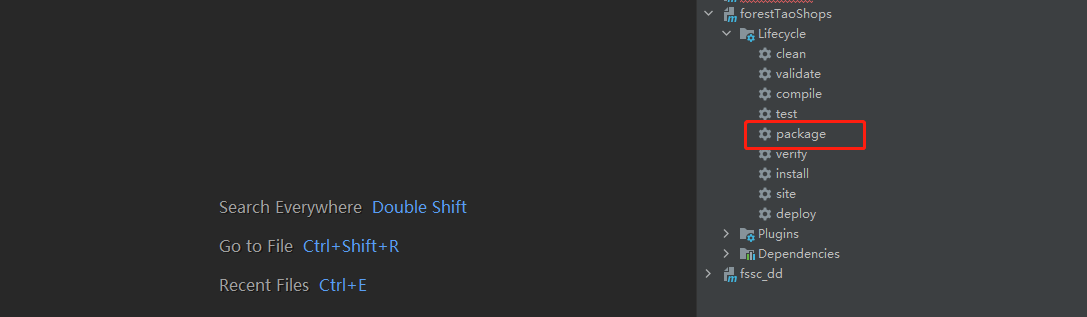 forestTaoShops
Lifecycle
clean
validate
compile
test
package
verify
install
site
deploy
Plugins
Dependencies
fssc_dd
Search Everywhere Double Shift
Go to File Ctrl+Shift+R
Recent Files Ctrl+E